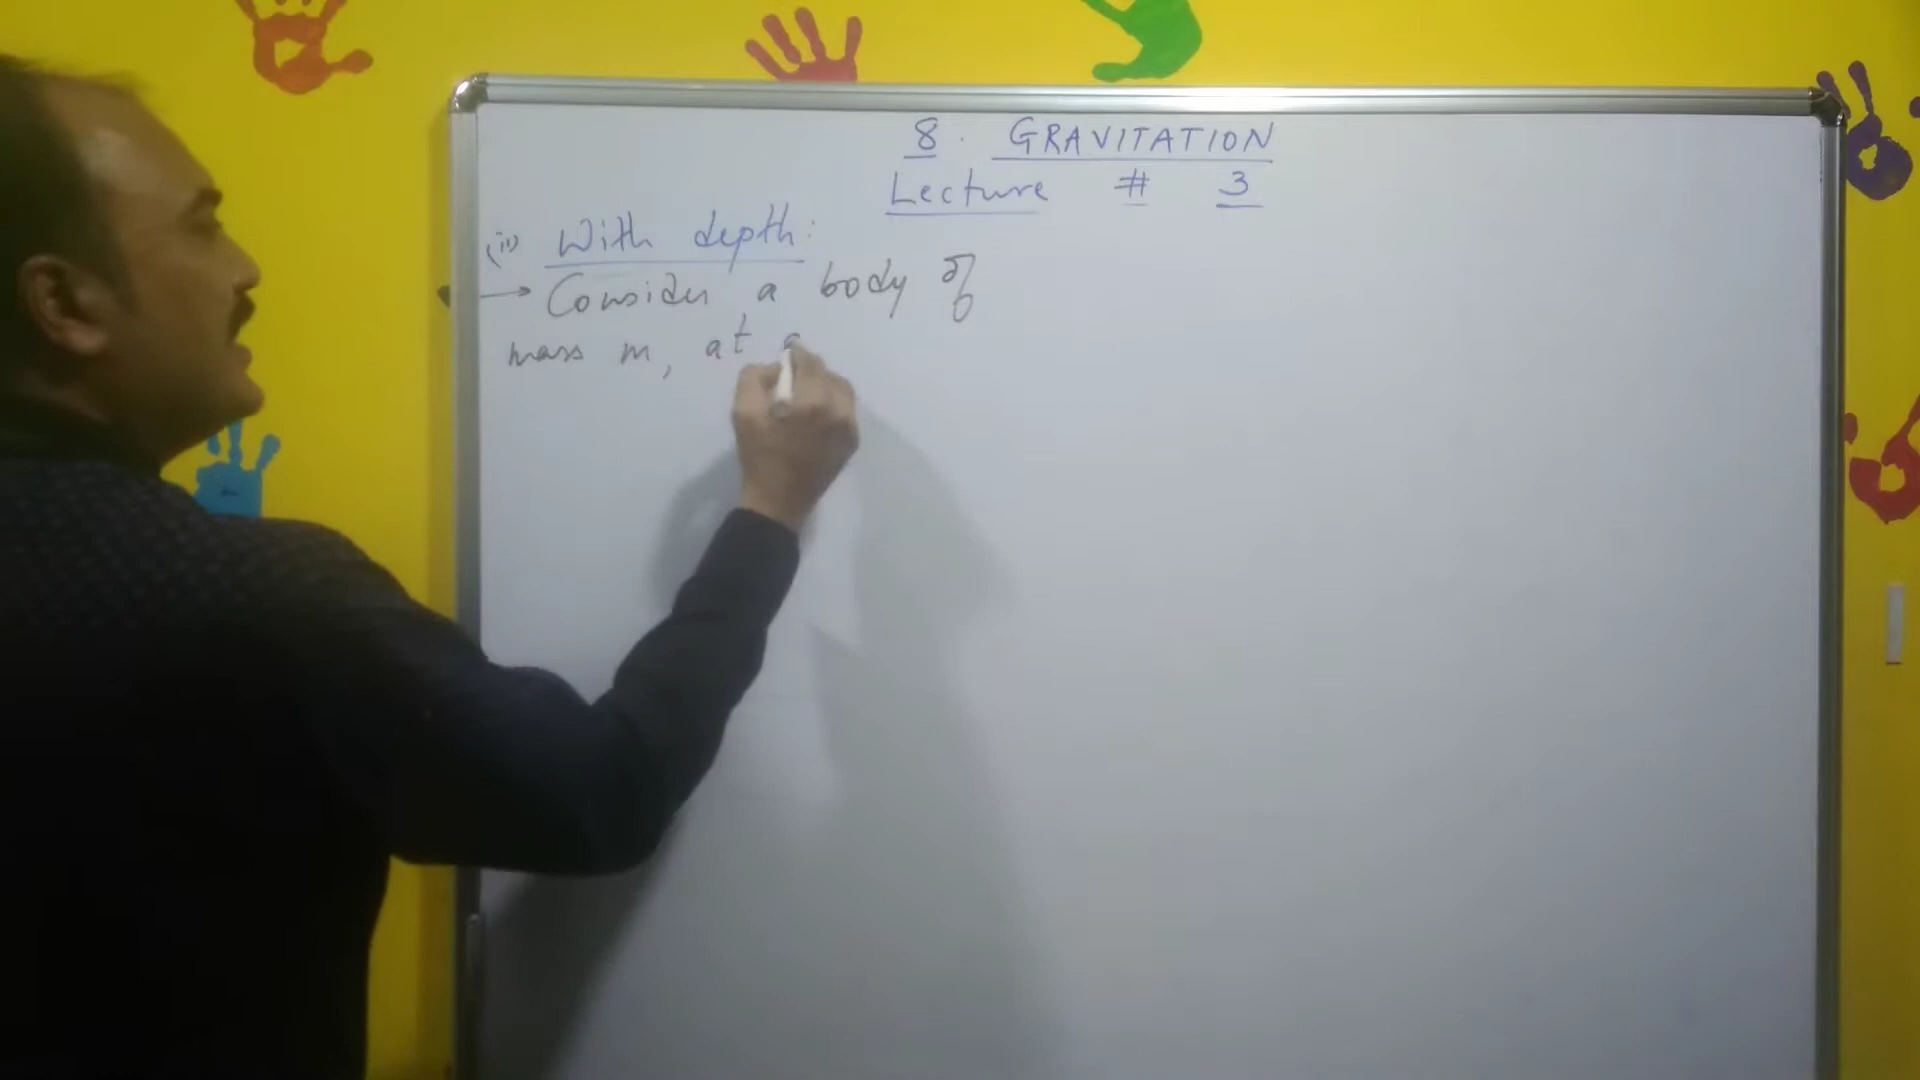 8. GRAVITATION
Lecture # 3
(ii) With depth:
→ Consider a body of
mass m, at a